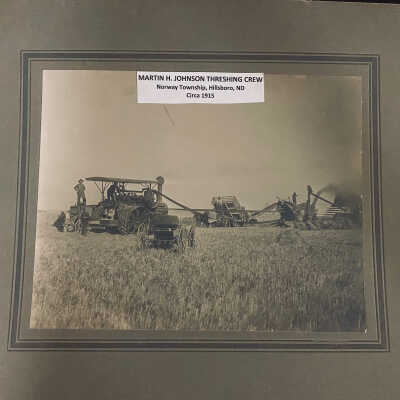 MARTIN H. JOHNSON THRESHING CREW
Norway Township, Hillsboro, ND
Circa 1915